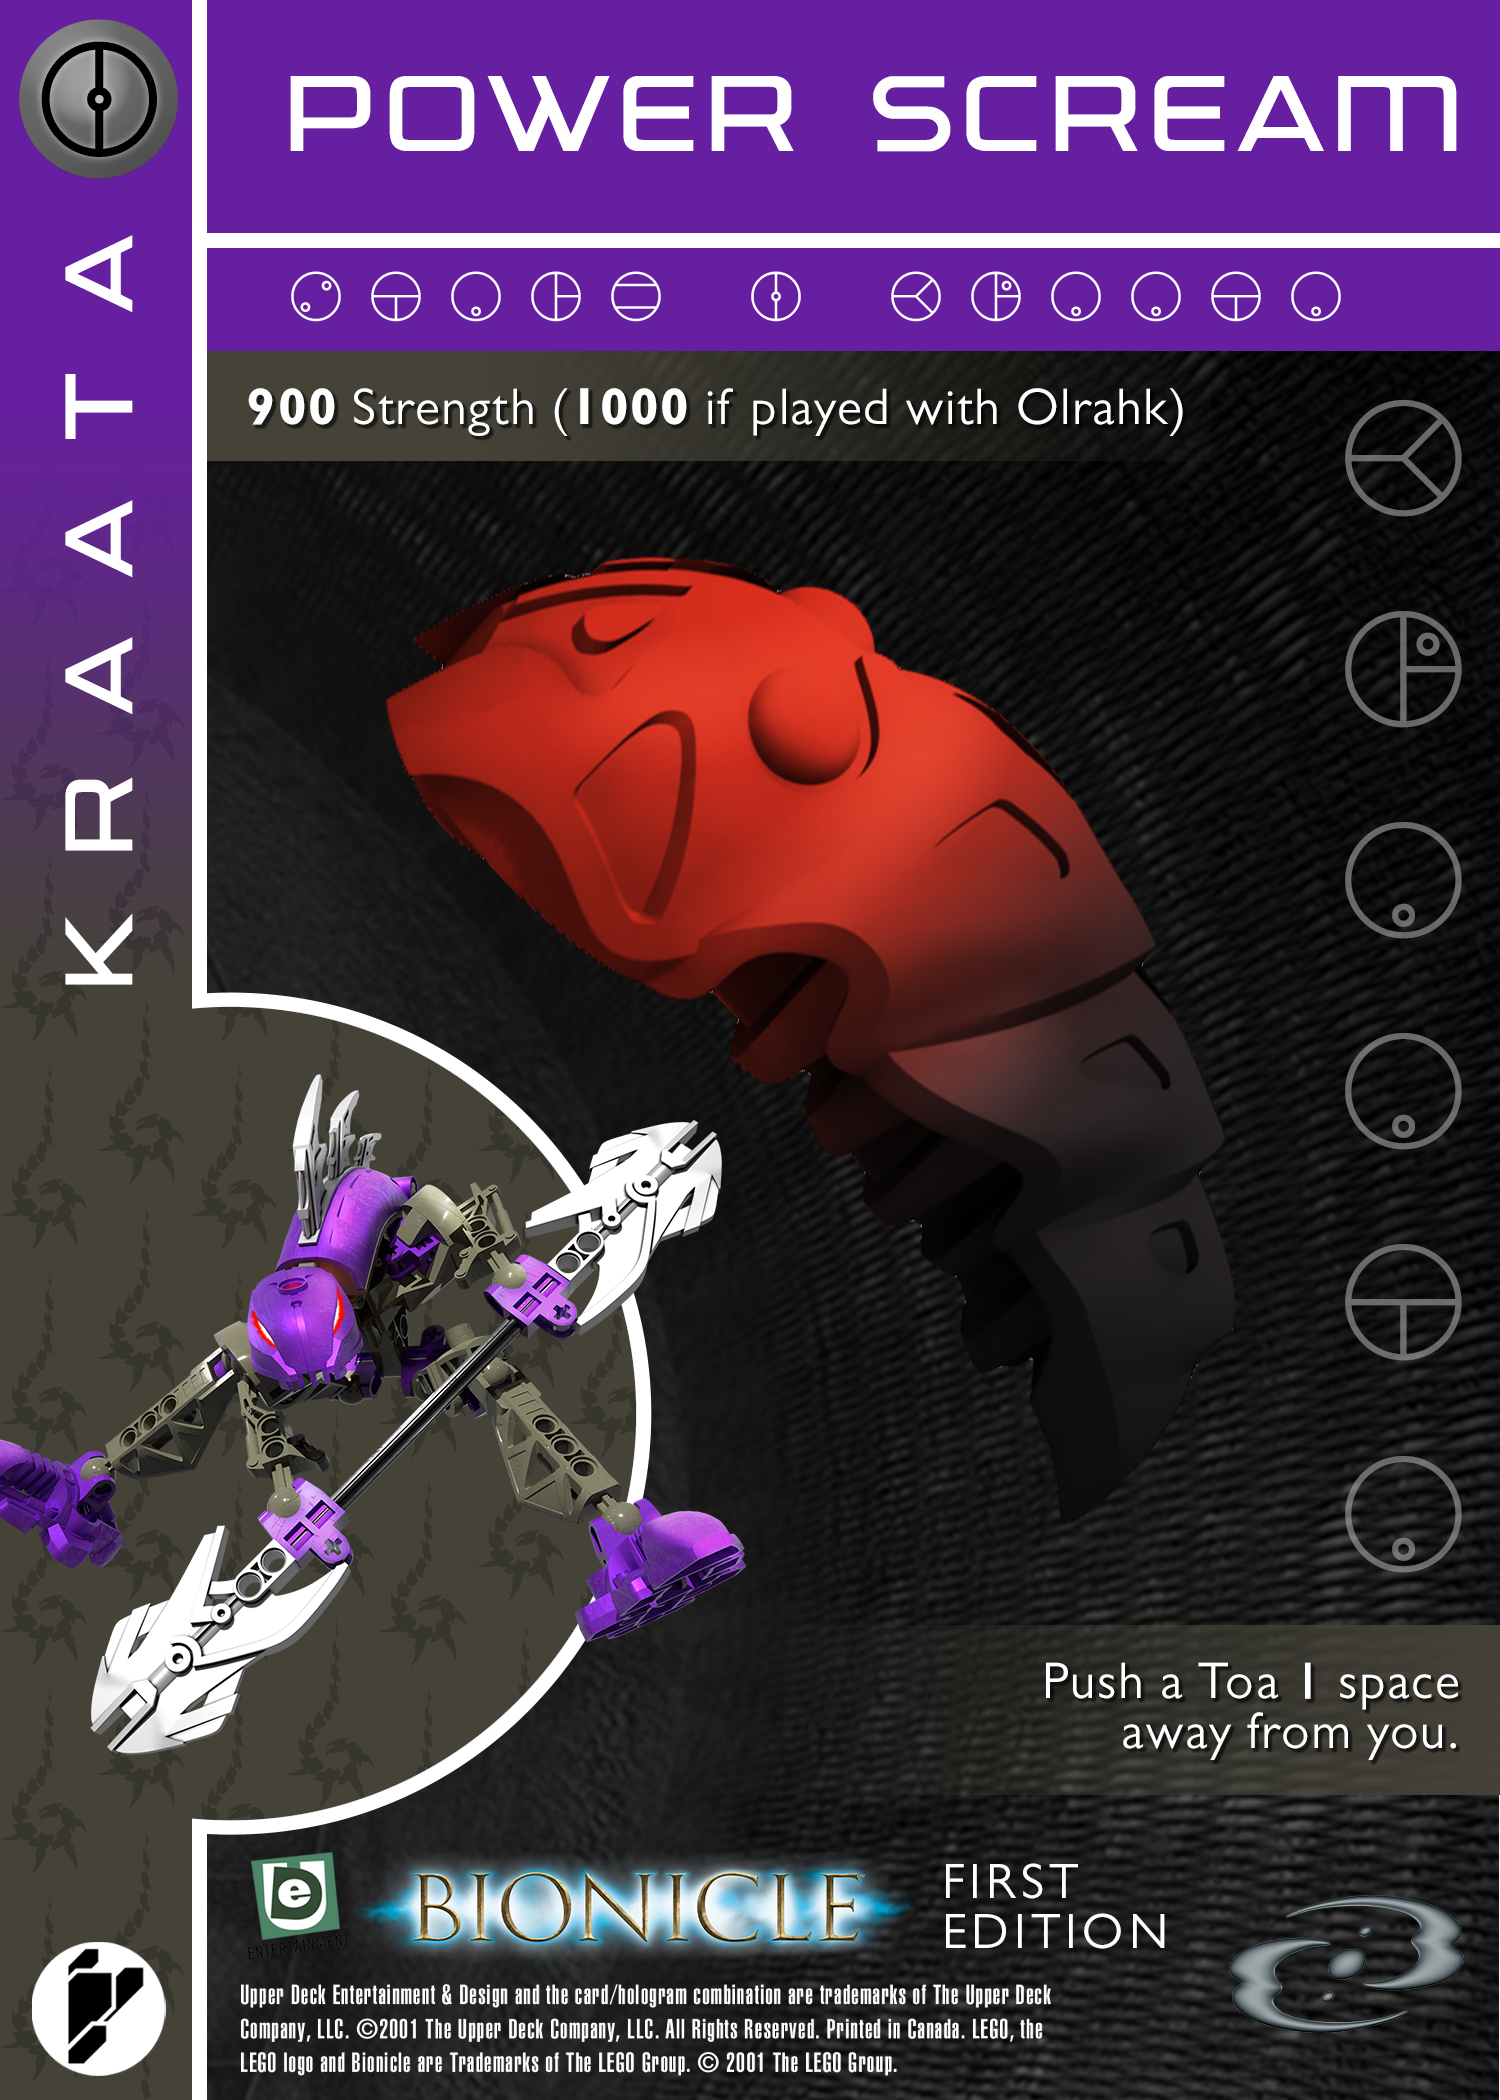 POWER SCREAM
KRAATA
900 Strength (1000 if played with Olrahk)
Push a Toa 1 space
away from you.
e
ENTERTAINMENT
BIONICLE
FIRST
EDITION
Upper Deck Entertainment & Design and the card/hologram combination are trademarks of The Upper Deck
Company, LLC. ©2001 The Upper Deck Company, LLC. All Rights Reserved. Printed in Canada. LEGO, the
LEGO logo and Bionicle are Trademarks of The LEGO Group. © 2001 The LEGO Group.